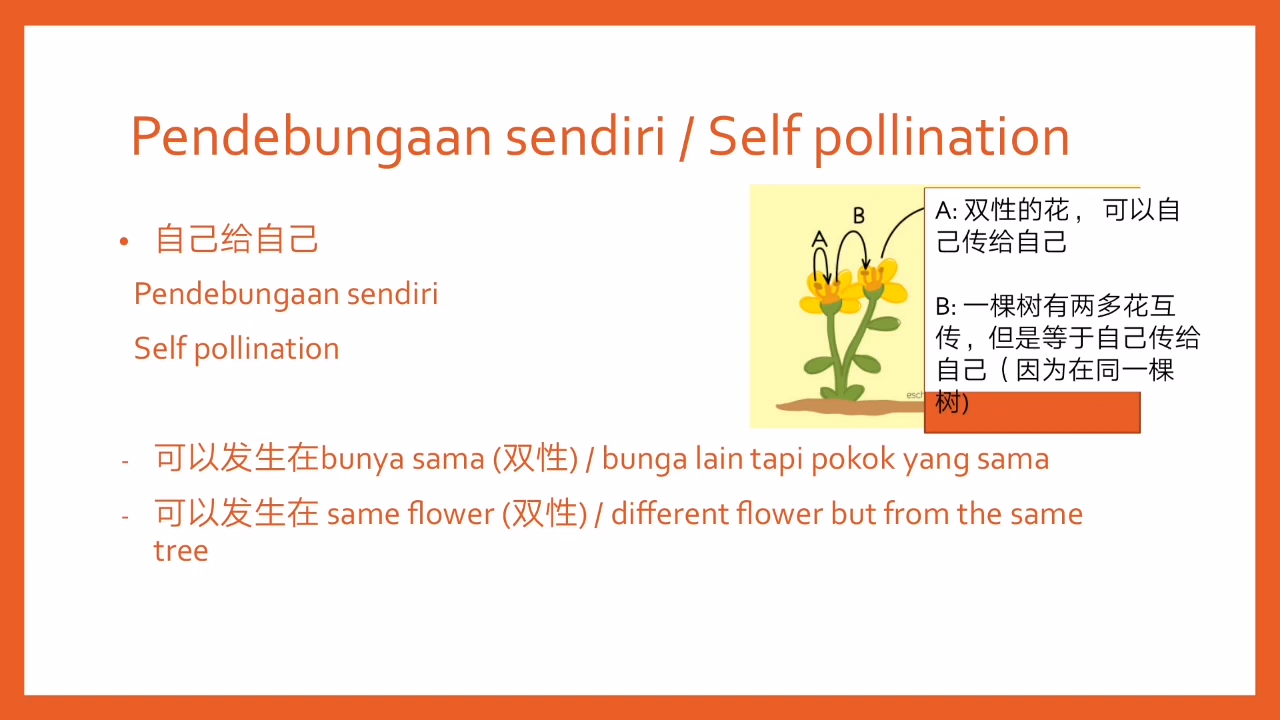 Pendebungaan sendiri / Self pollination
• 自己给自己
Pendebungaan sendiri
Self pollination
B
A
A: 双性的花， 可以自
己传给自己
B: 一棵树有两多花互
传，但是等于自己传给
自己（因为在同一棵
树)
esch
- 可以发生在bunya sama (双性) / bunga lain tapi pokok yang sama
- 可以发生在 same flower (双性) / different flower but from the same
tree